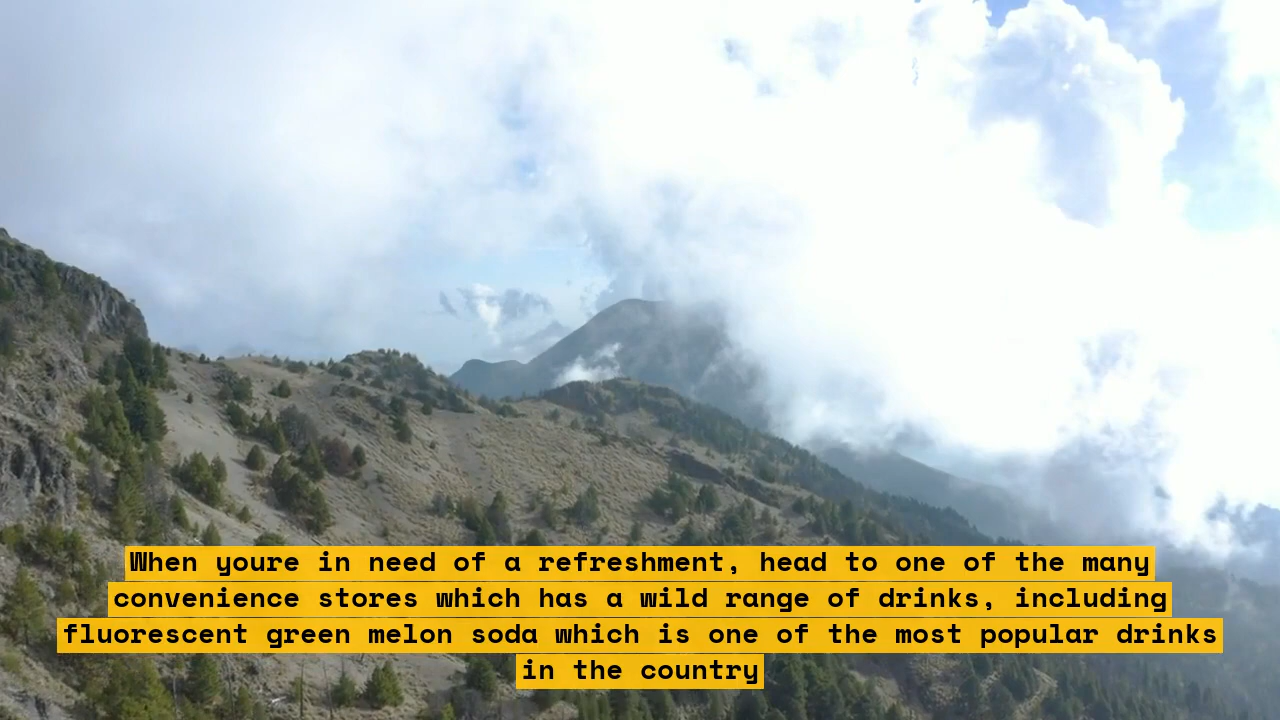 When youre in need of a refreshment, head to one of the many
convenience stores which has a wild range of drinks, including
fluorescent green melon soda which is one of the most popular drinks
in the country